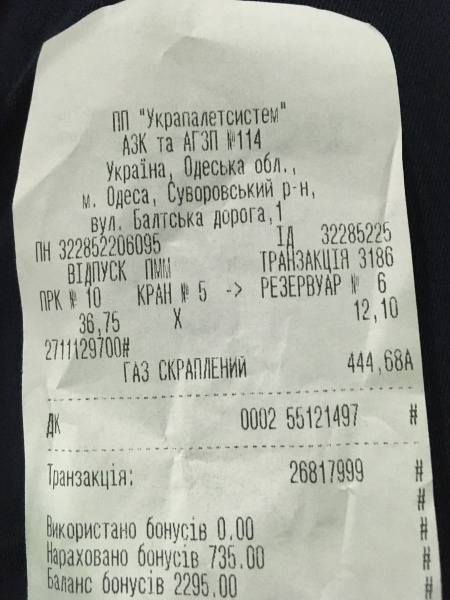 ПП "Украпалетсистем"
АЗК та АГЗП №114
Україна, Одеська обл.,
м. Одеса, Суворовський р-н,
вул. Балтська дорога,1
ПН 322852206095 ІД 32285225
ВІДПУСК ПММ ТРАНЗАКЦІЯ 3186
ПРК № 10 КРАН № 5 -> РЕЗЕРВУАР № 6
36,75 X 12,10
2711129700#
ГАЗ СКРАПЛЕНИЙ 444,68А
ДК 0002 55121497 #
Транзакція: 26817999 #
#
Використано бонусів 0.00 #
Нараховано бонусів 735.00 #
Баланс бонусів 2295.00 #